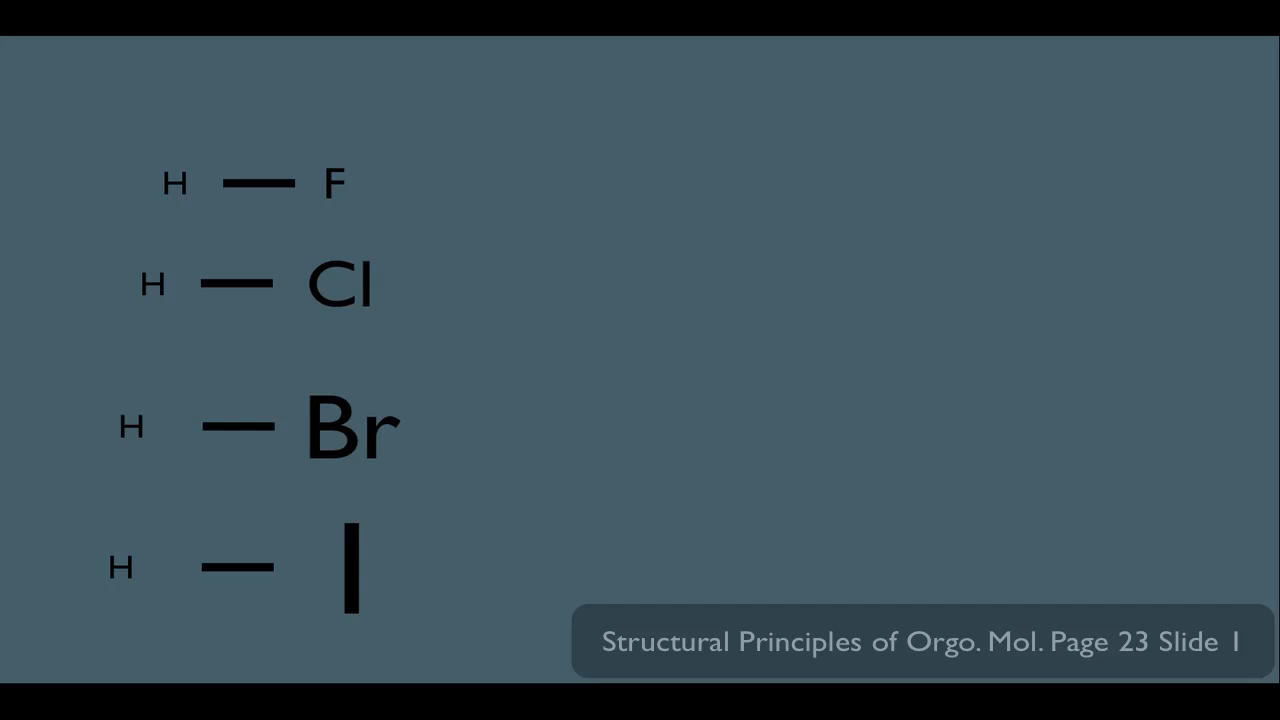 H — F
H — Cl
H — Br
H — I
Structural Principles of Orgo. Mol. Page 23 Slide 1